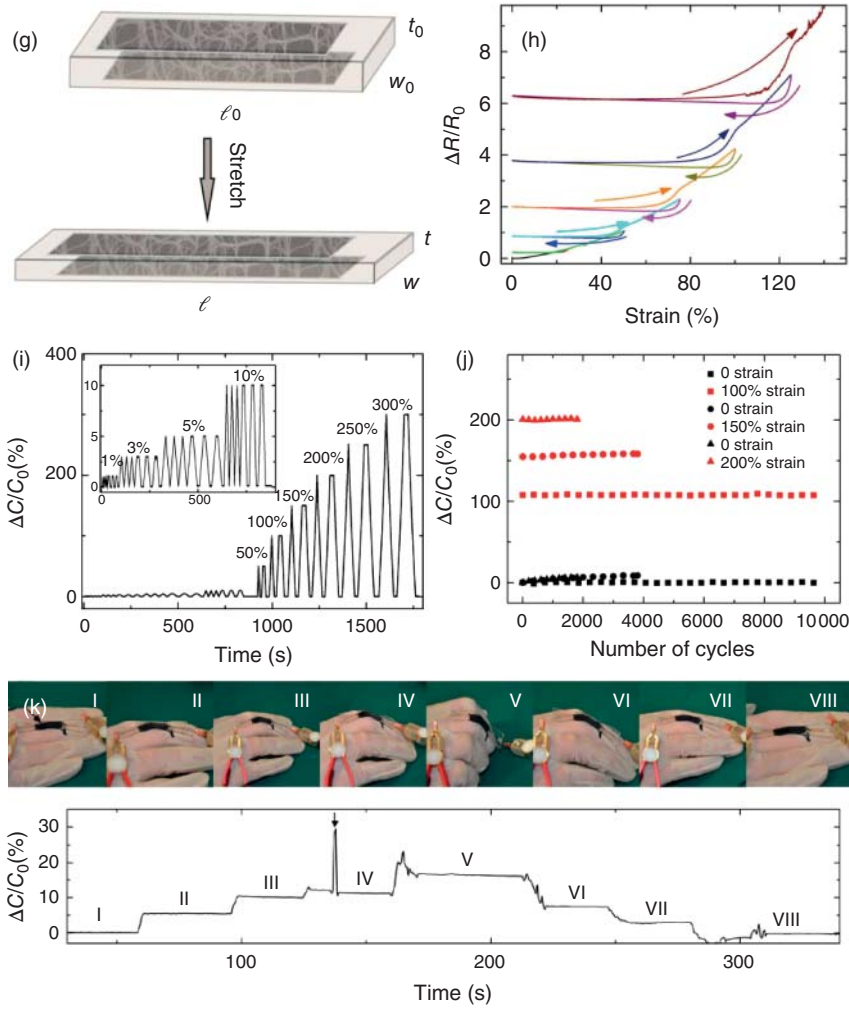 (g)
t0
w0
ℓ0
Stretch
t
w
ℓ
(h)
ΔR/R0
8
6
4
2
0
0 40 80 120
Strain (%)
(i)
ΔC/C0(%)
400
200
0
10
5
0
0 500
1% 3% 5% 10%
50% 100% 150% 200% 250% 300%
0 500 1000 1500
Time (s)
(j)
ΔC/C0(%)
200
100
0
0 strain
100% strain
0 strain
150% strain
0 strain
200% strain
0 2000 4000 6000 8000 10 000
Number of cycles
(k)
I II III IV V VI VII VIII
ΔC/C0(%)
30
20
10
0
I II III IV V VI VII VIII
100 200 300
Time (s)